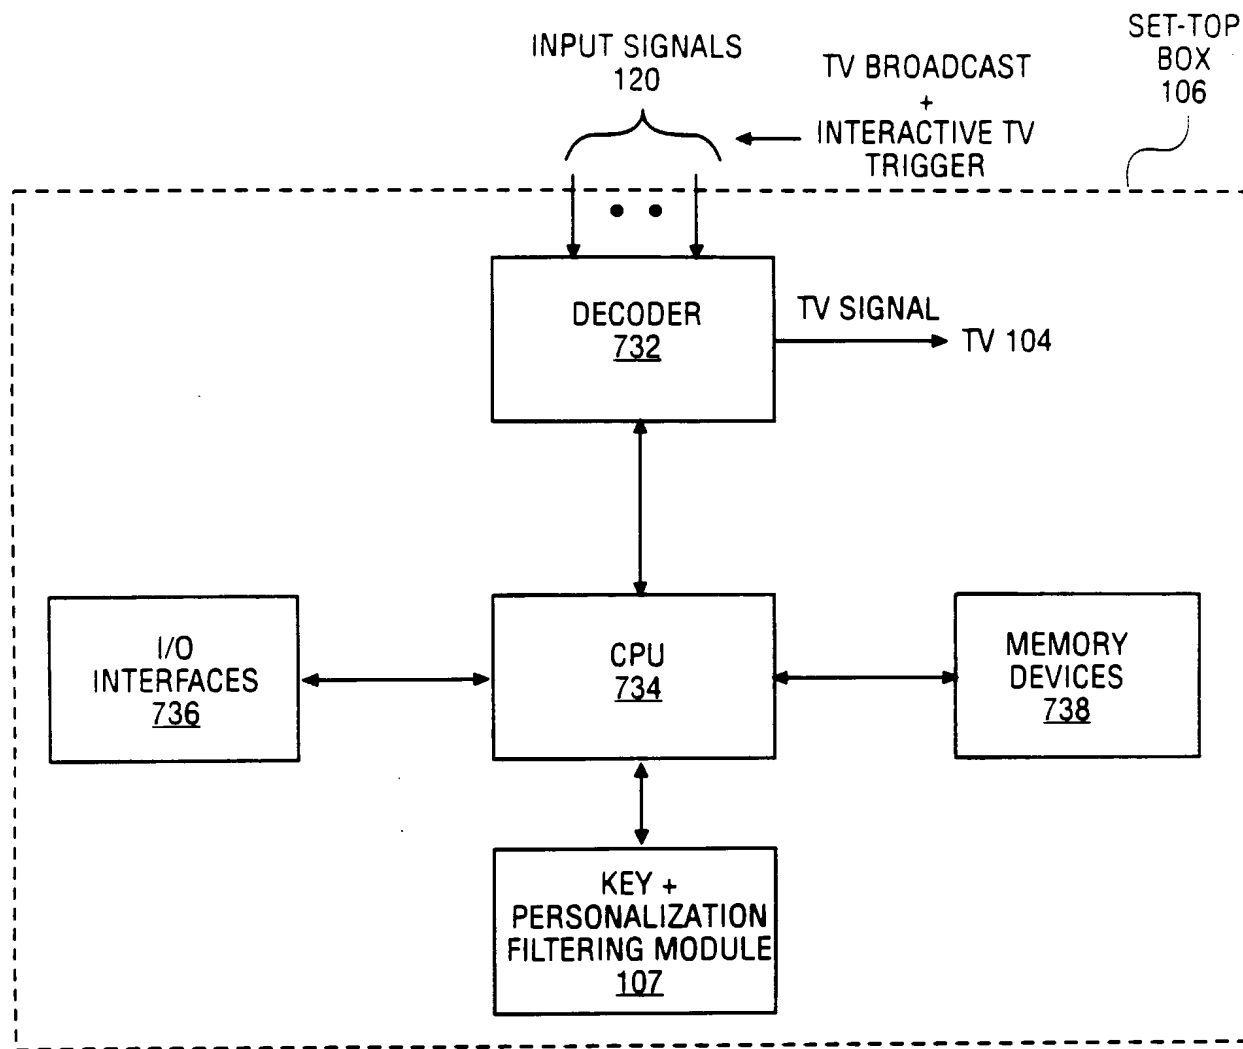 INPUT SIGNALS
120
TV BROADCAST
+
INTERACTIVE TV
TRIGGER
SET-TOP
BOX
106
DECODER
732
TV SIGNAL
TV 104
I/O
INTERFACES
736
CPU
734
MEMORY
DEVICES
738
KEY +
PERSONALIZATION
FILTERING MODULE
107